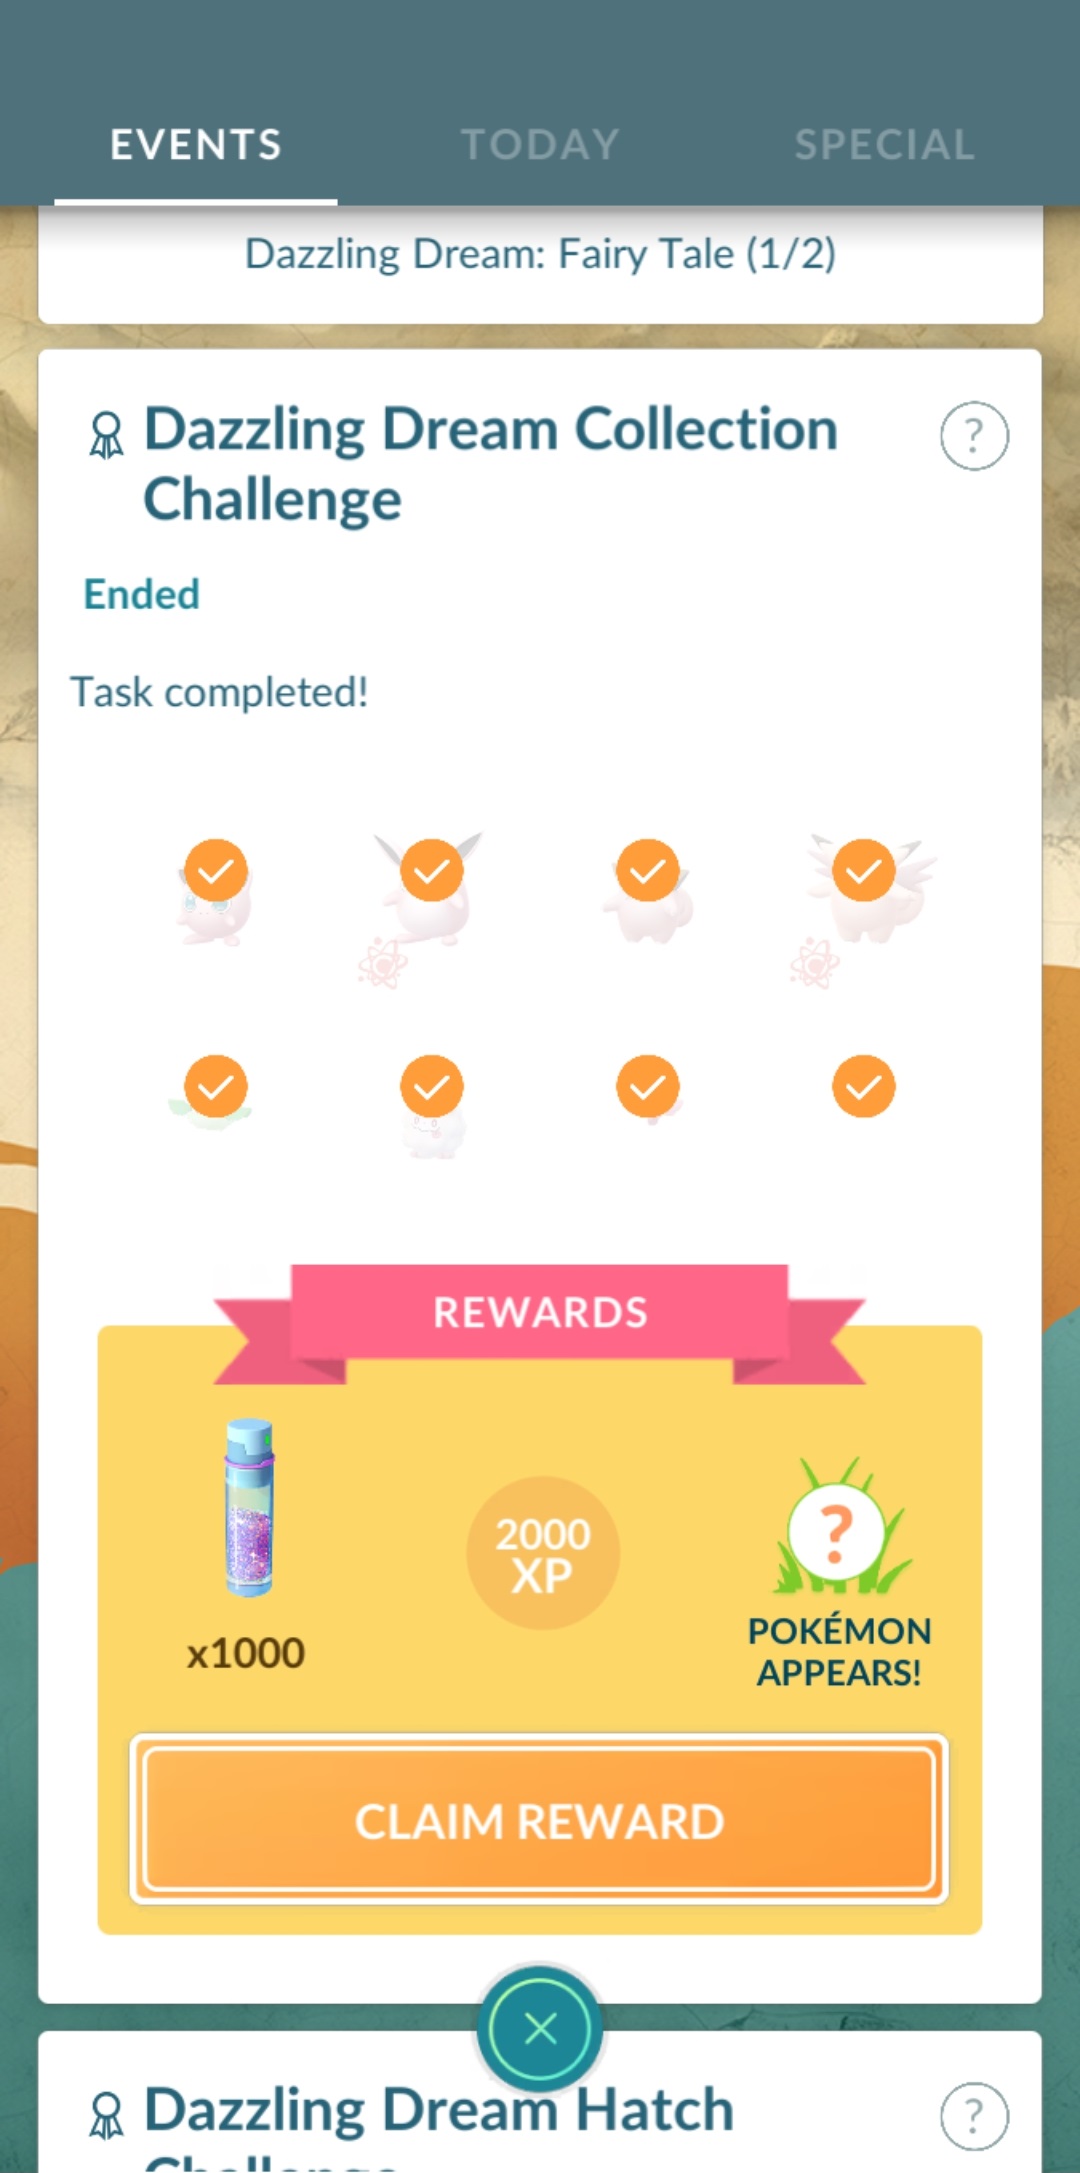 EVENTS
TODAY
SPECIAL
Dazzling Dream: Fairy Tale (1/2)
Dazzling Dream Collection
Challenge
?
Ended
Task completed!
REWARDS
x1000
2000
XP
?
POKÉMON
APPEARS!
CLAIM REWARD
Dazzling Dream Hatch
?
Challenge